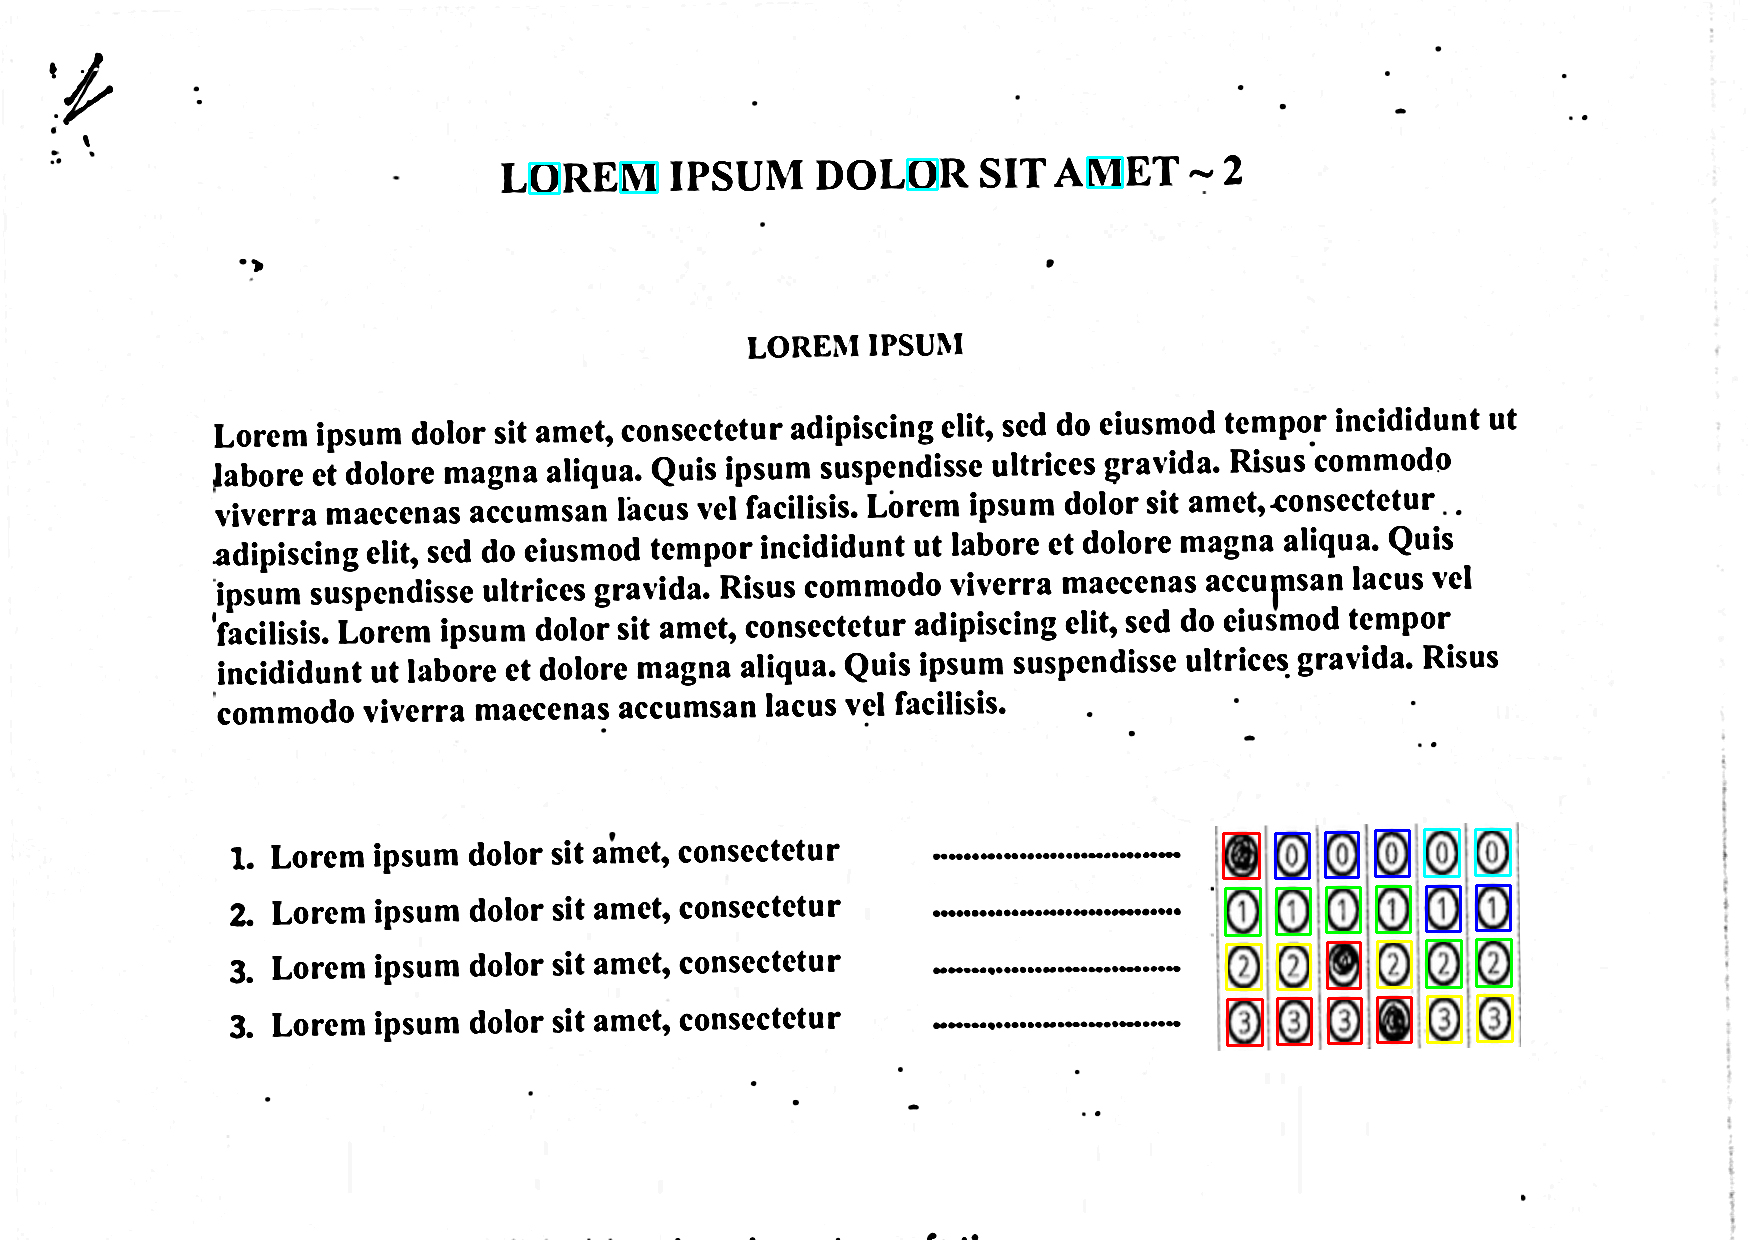 LOREM IPSUM DOLOR SIT AMET ~ 2
LOREM IPSUM
Lorem ipsum dolor sit amet, consectetur adipiscing elit, sed do eiusmod tempor incididunt ut
labore et dolore magna aliqua. Quis ipsum suspendisse ultrices gravida. Risus commodo
viverra maecenas accumsan lacus vel facilisis. Lorem ipsum dolor sit amet, consectetur
adipiscing elit, sed do eiusmod tempor incididunt ut labore et dolore magna aliqua. Quis
ipsum suspendisse ultrices gravida. Risus commodo viverra maecenas accumsan lacus vel
facilisis. Lorem ipsum dolor sit amet, consectetur adipiscing elit, sed do eiusmod tempor
incididunt ut labore et dolore magna aliqua. Quis ipsum suspendisse ultrices gravida. Risus
commodo viverra maecenas accumsan lacus vel facilisis.
1. Lorem ipsum dolor sit amet, consectetur ........................ 0 0 0 0 0
2. Lorem ipsum dolor sit amet, consectetur ........................ 1 1 1 1 1 1
3. Lorem ipsum dolor sit amet, consectetur ........................ 2 2 2 2 2
3. Lorem ipsum dolor sit amet, consectetur ........................ 3 3 3 3 3